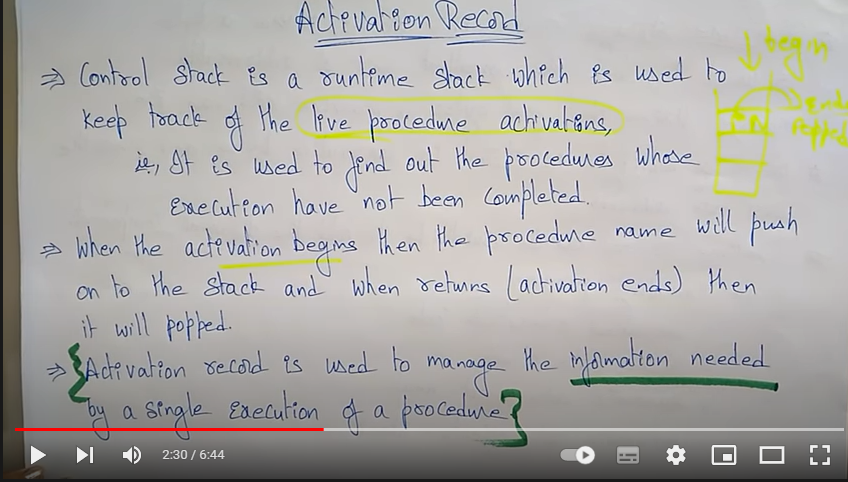 Activation Record
⇒ Control stack is a runtime stack which is used to
keep track of the live procedure activations,
ie, It is used to find out the procedures whose
Execution have not been completed.
⇒ When the activation begins then the procedure name will push
on to the stack and when returns (activation ends) then
it will popped.
⇒ {Activation record is used to manage the information needed
by a single Execution of a procedure}
begin
PN
End
Popped
2:30 / 6:44